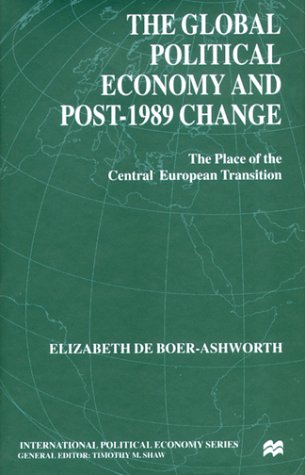 THE GLOBAL
POLITICAL
ECONOMY AND
POST-1989 CHANGE
The Place of the
Central European Transition
ELIZABETH DE BOER-ASHWORTH
INTERNATIONAL POLITICAL ECONOMY SERIES
GENERAL EDITOR: TIMOTHY M. SHAW